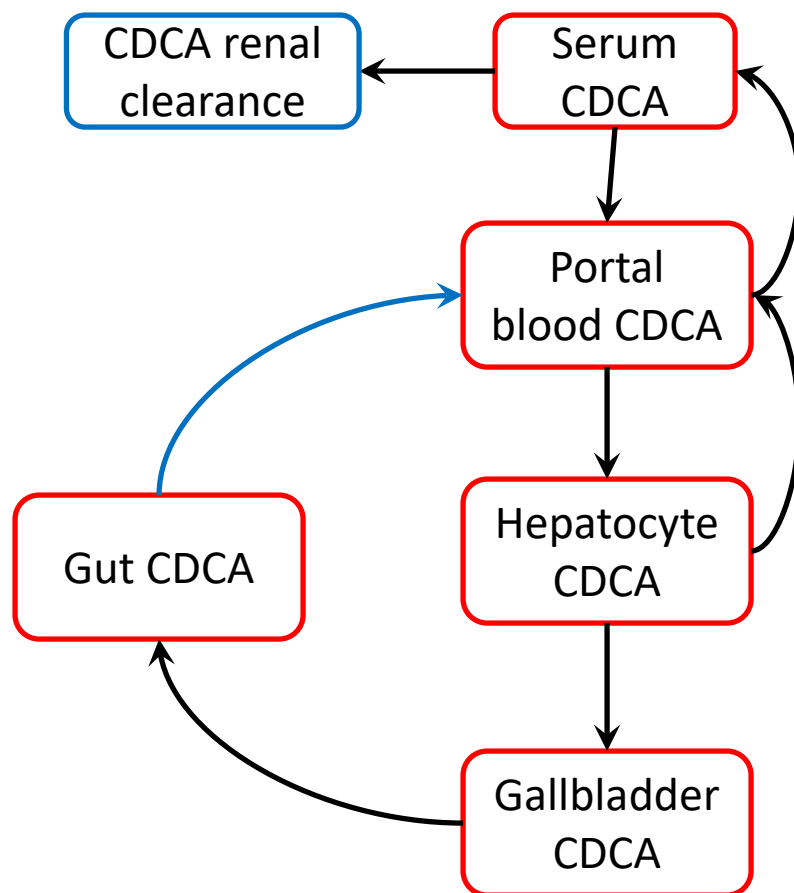 CDCA renal
clearance
Serum
CDCA
Portal
blood CDCA
Hepatocyte
CDCA
Gut CDCA
Gallbladder
CDCA